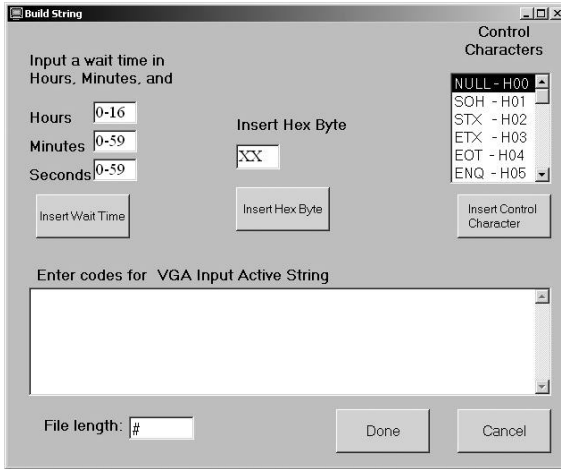 Build String
Control
Characters
Input a wait time in
Hours, Minutes, and
Hours 0-16
Minutes 0-59
Seconds 0-59
Insert Hex Byte
XX
NULL - H00
SOH - H01
STX - H02
ETX - H03
EOT - H04
ENQ - H05
Insert Wait Time
Insert Hex Byte
Insert Control
Character
Enter codes for VGA Input Active String
File length: #
Done
Cancel